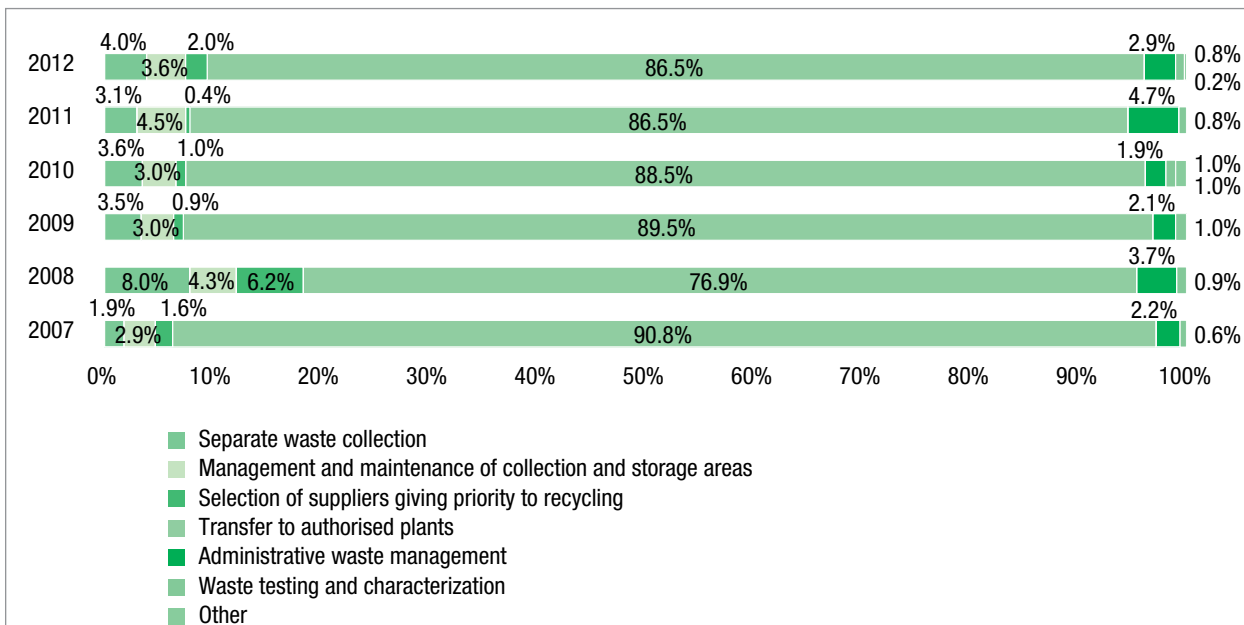 4.0% 2.0% 2.9% 0.8%
2012 3.6% 86.5% 0.2%
3.1% 0.4% 4.7%
2011 4.5% 86.5% 0.8%
3.6% 1.0% 1.9% 1.0%
2010 3.0% 88.5% 1.0%
3.5% 0.9% 2.1%
2009 3.0% 89.5% 1.0%
3.7%
2008 8.0% 4.3% 6.2% 76.9% 0.9%
1.9% 1.6% 2.2%
2007 2.9% 90.8% 0.6%
0% 10% 20% 30% 40% 50% 60% 70% 80% 90% 100%
Separate waste collection
Management and maintenance of collection and storage areas
Selection of suppliers giving priority to recycling
Transfer to authorised plants
Administrative waste management
Waste testing and characterization
Other